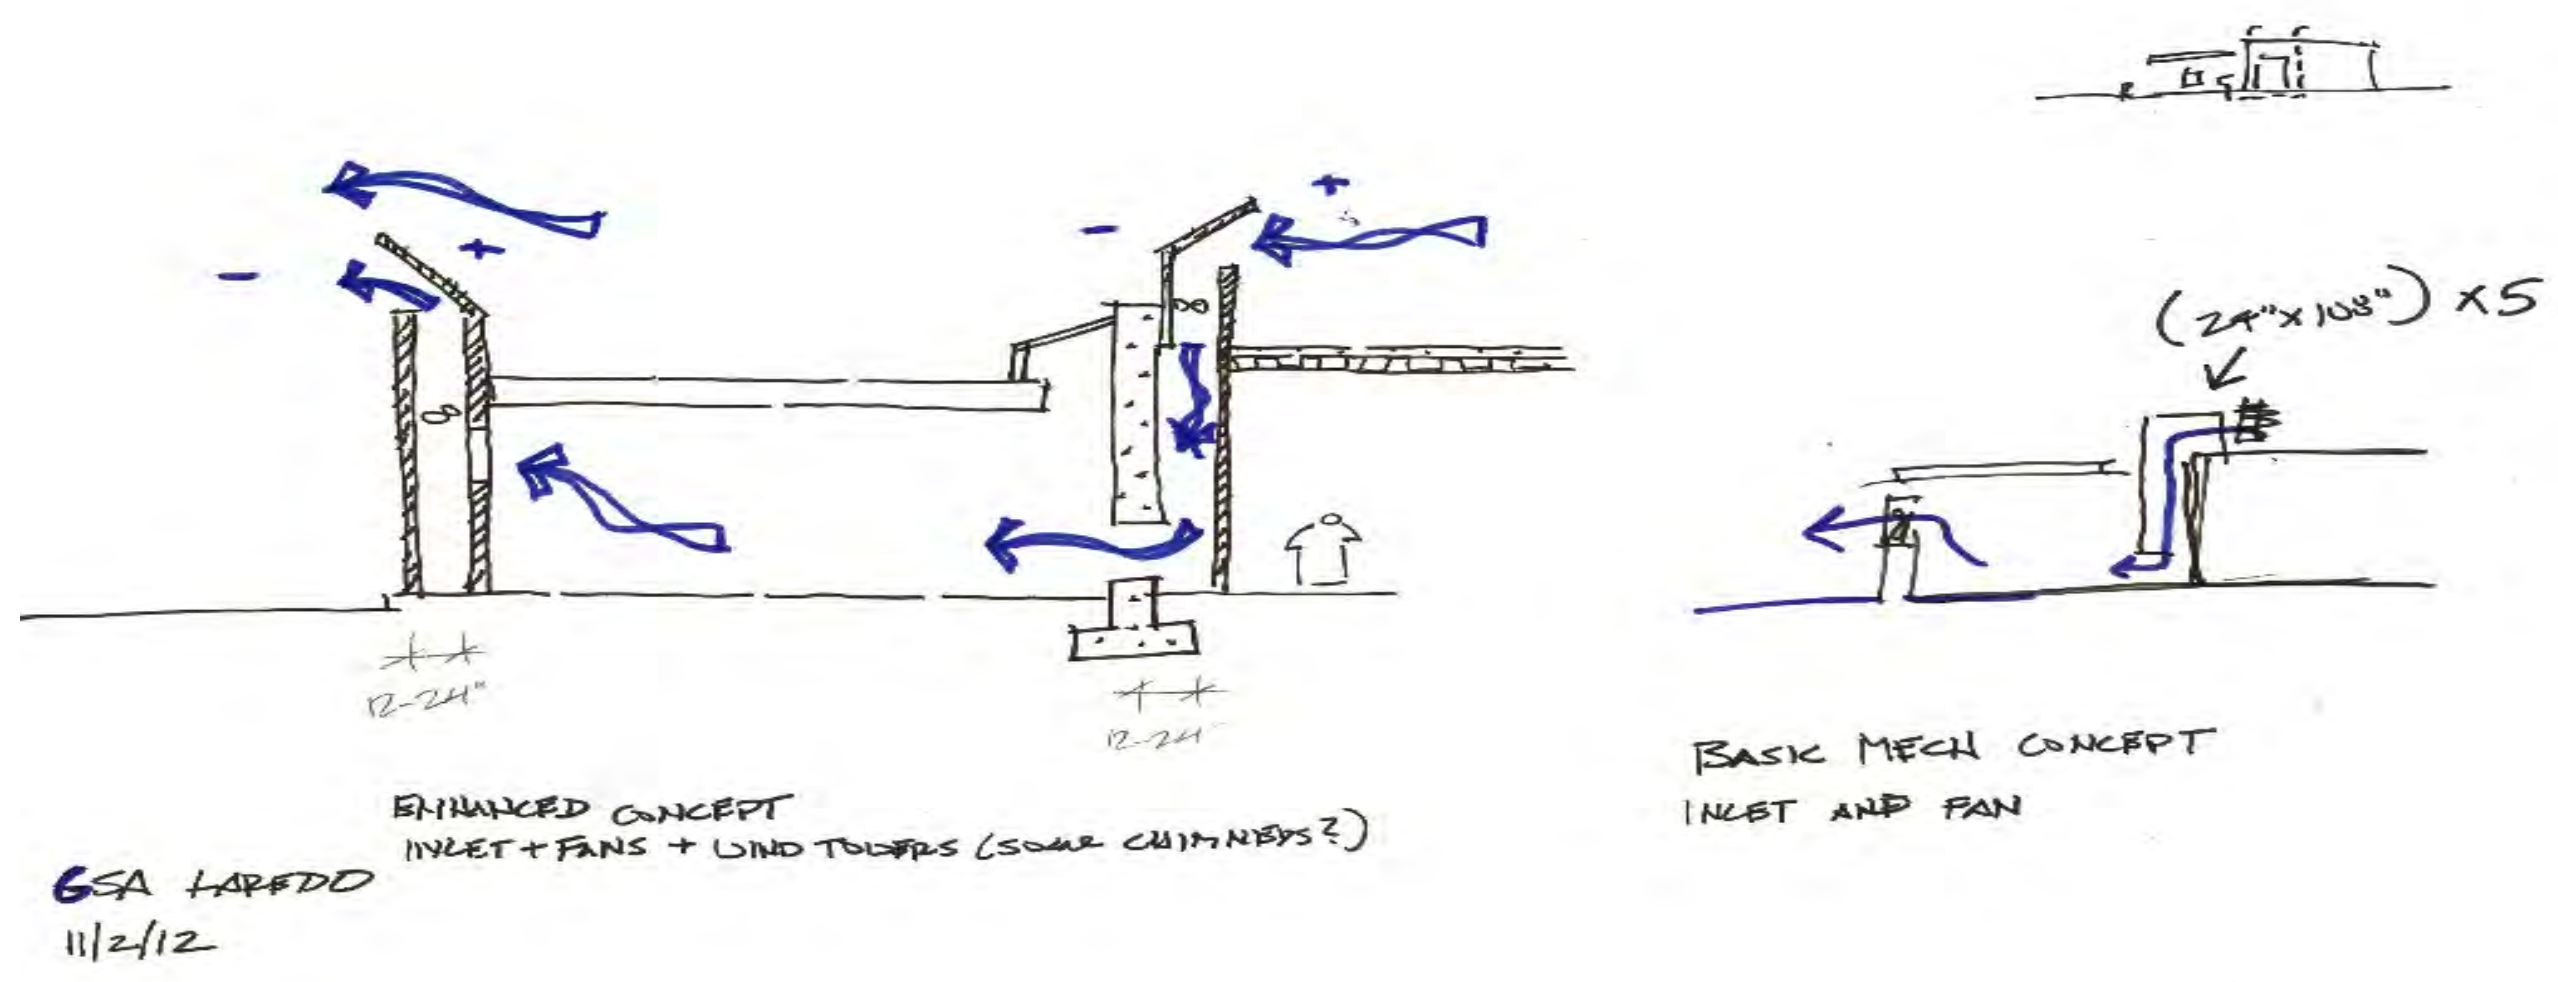 (24"x108") x5
12-24"
12-24
ENHANCED CONCEPT
INLET + FANS + WIND TOWERS (SOLAR CHIMNEYS?)
BASIC MECH CONCEPT
INLET AND FAN
GSA LAREDO
11/2/12